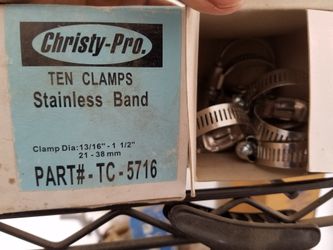 Christy-Pro.
TEN CLAMPS
Stainless Band
Clamp Dia: 13/16" - 1 1/2"
21 - 38 mm
PART#- TC- 5716